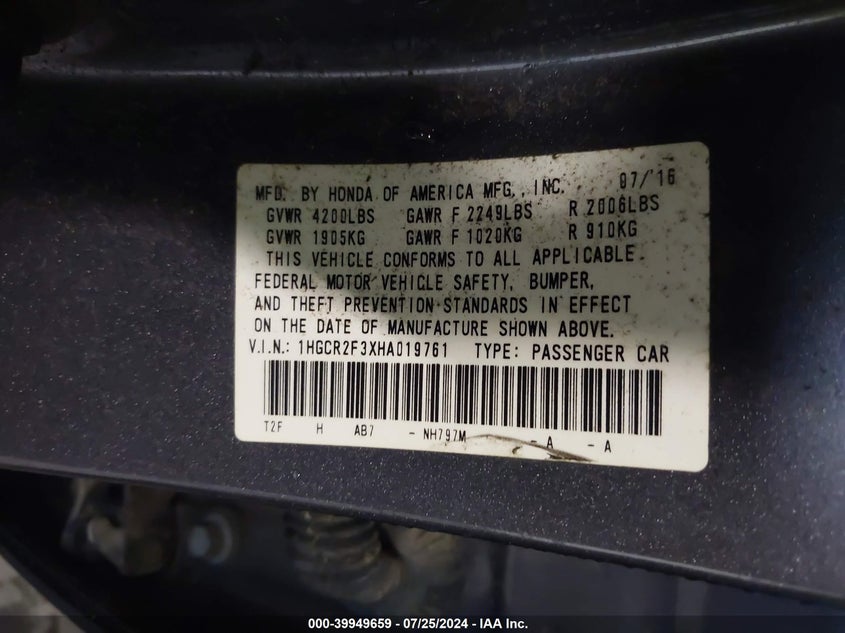 MFD. BY HONDA OF AMERICA MFG., INC. 07/'16
GVWR 4200LBS GAWR F 2249LBS R 2006LBS
GVWR 1905KG GAWR F 1020KG R 910KG
THIS VEHICLE CONFORMS TO ALL APPLICABLE
FEDERAL MOTOR VEHICLE SAFETY, BUMPER,
AND THEFT PREVENTION STANDARDS IN EFFECT
ON THE DATE OF MANUFACTURE SHOWN ABOVE.
V.I.N.: 1HGCR2F3XHA019761 TYPE: PASSENGER CAR
T2F H AB7 - NH797M - A - A
000-39949659 - 07/25/2024 - IAA Inc.